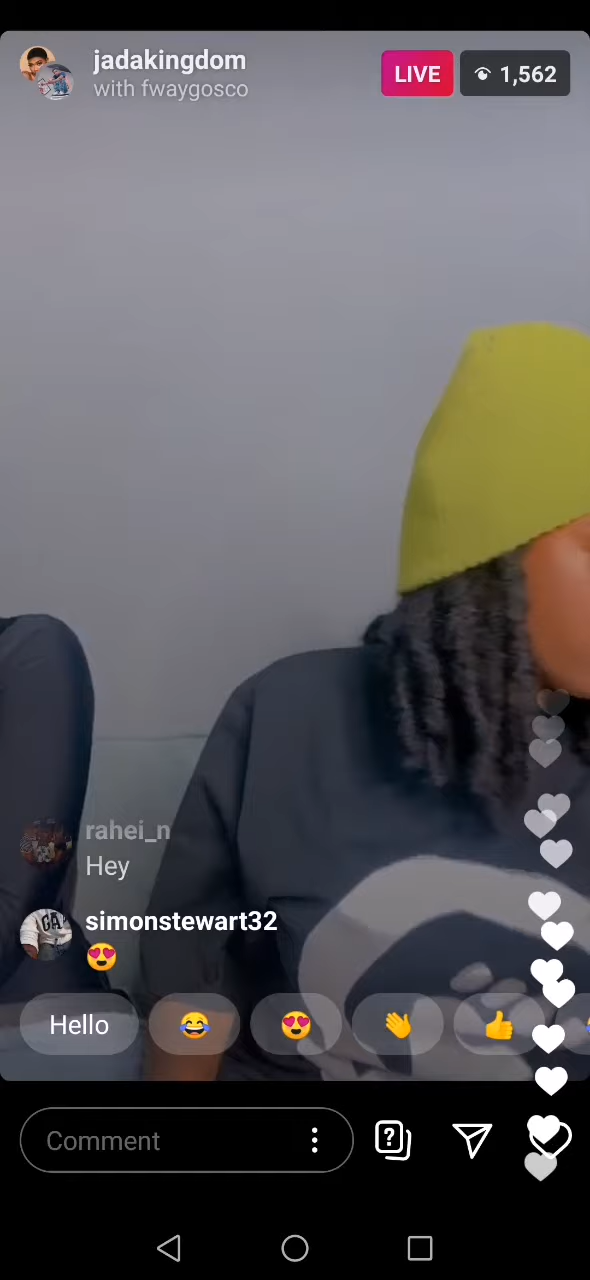 jadakingdom
with fwaygosco
LIVE
1,562
rahei_n
Hey
simonstewart32
😍
Hello 😂 😍 👋 👍
Comment